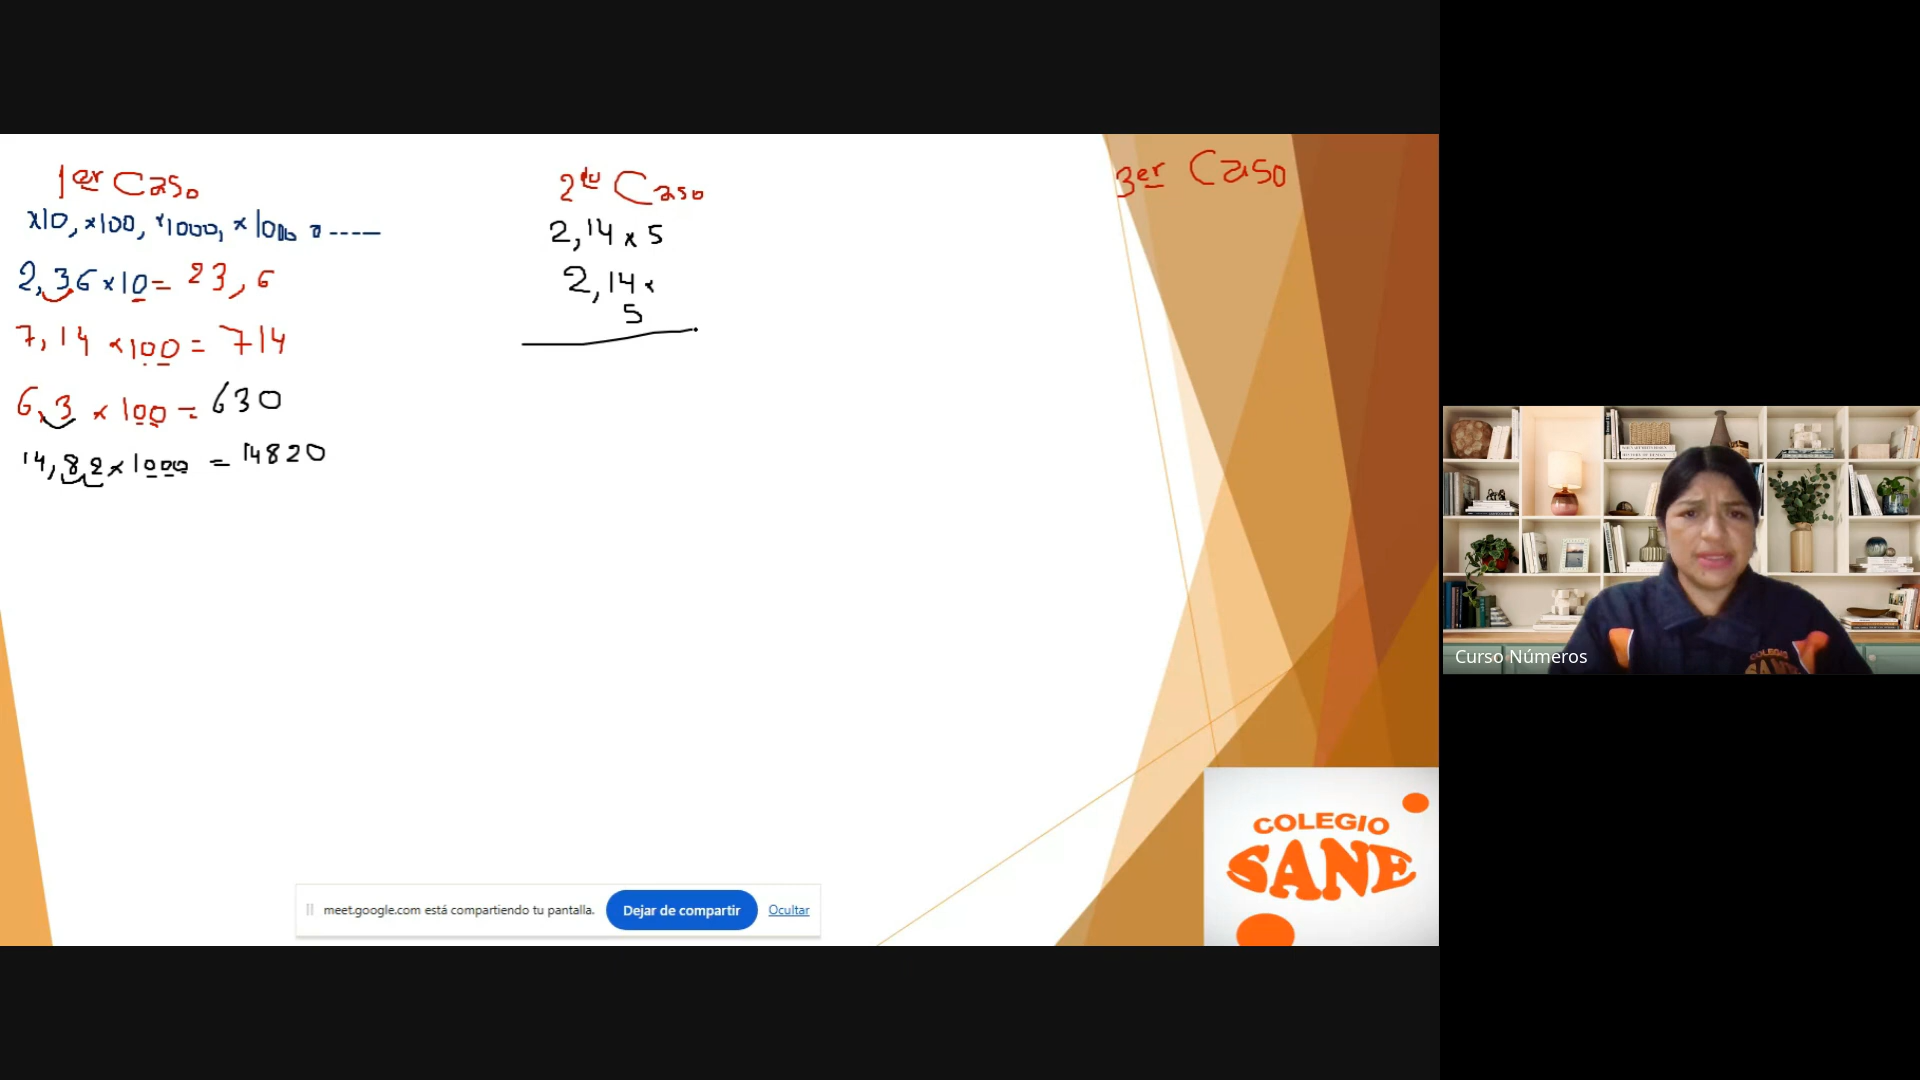 1er Caso
x10, x100, x1000, x1000 0 -----
2,36 x 10 = 23,6
7,14 x 100 = 714
6,3 x 100 = 630
14,82 x 1000 = 14820
2do Caso
2,14 x 5
2,14 x
5
3er Caso
COLEGIO
SANE
meet.google.com está compartiendo tu pantalla.
Dejar de compartir
Ocultar
Curso Números
COLEGIO